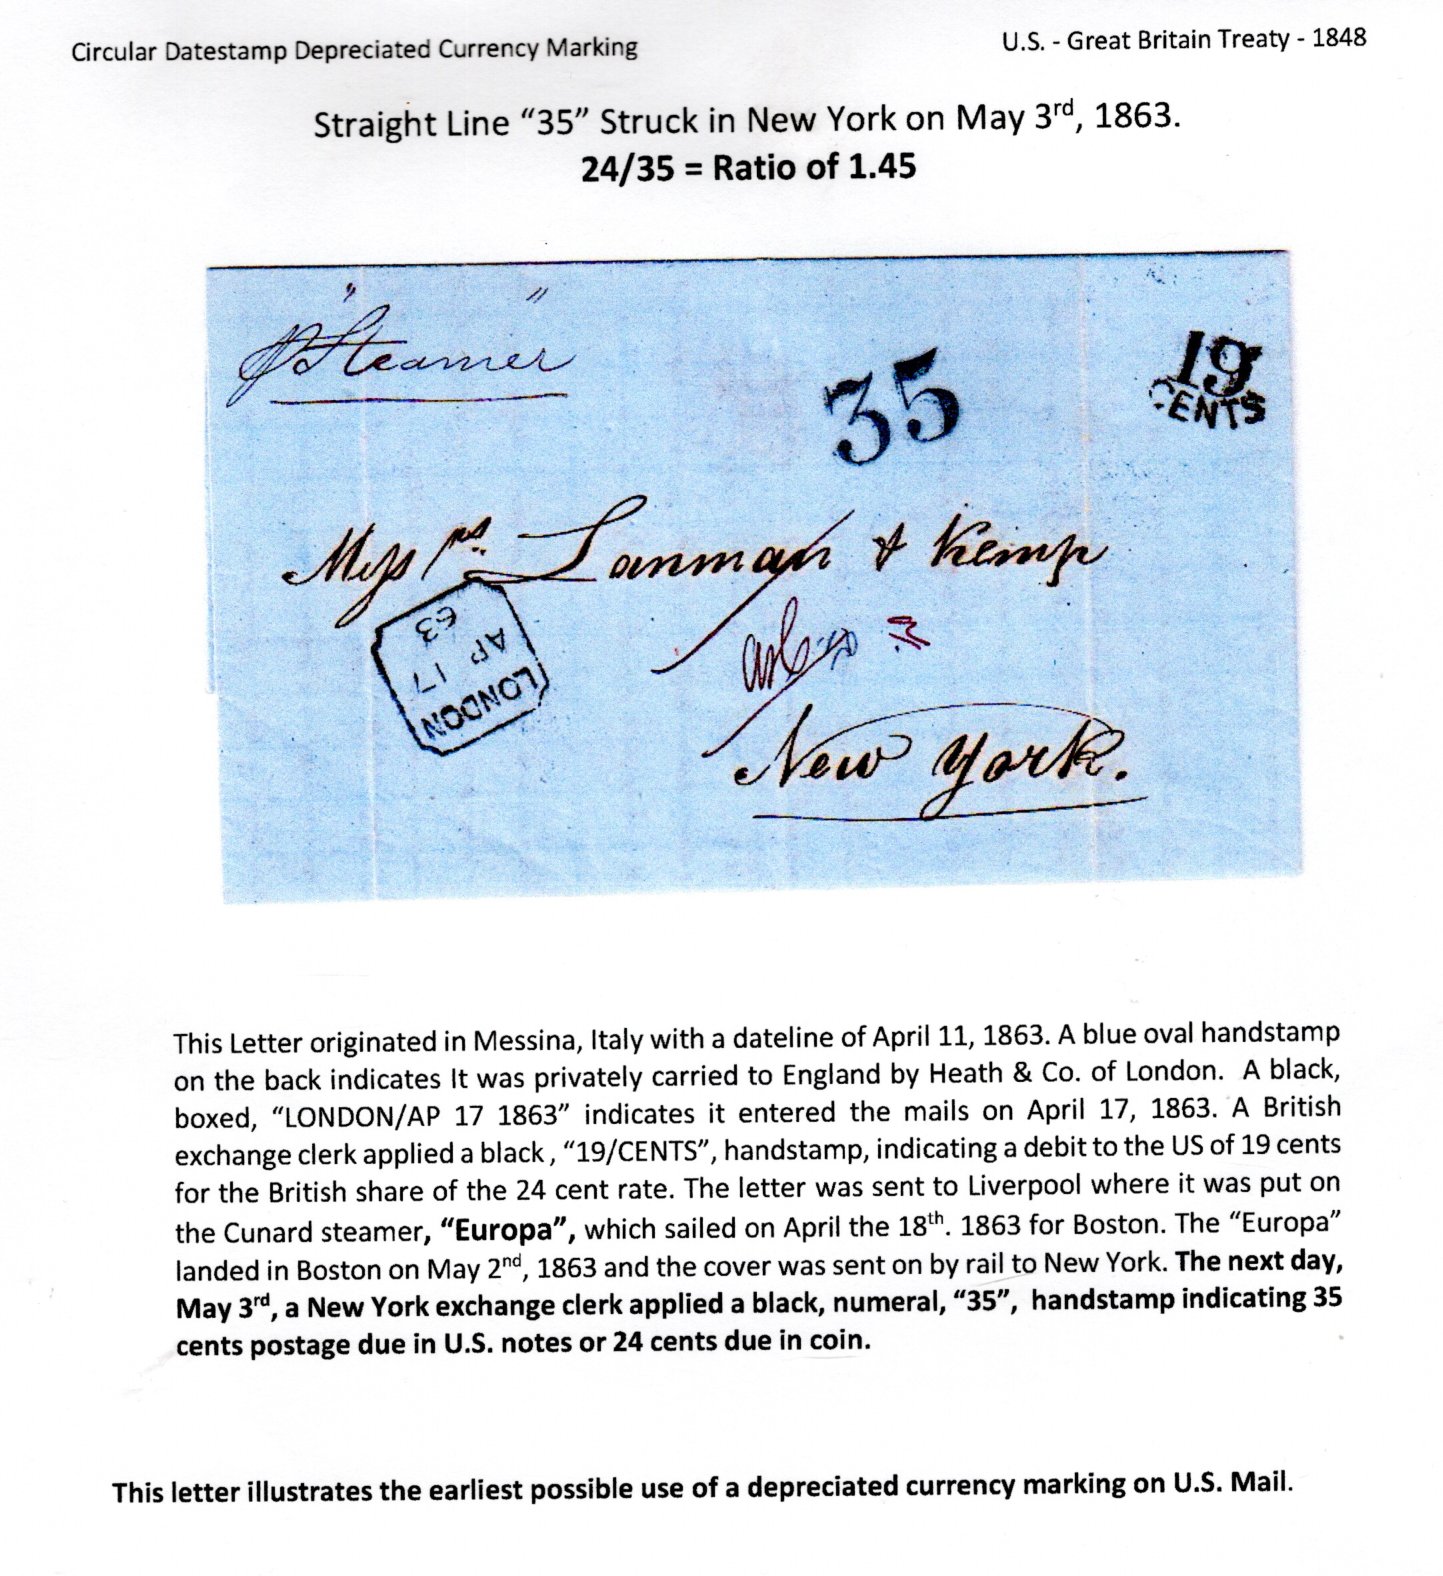 Circular Datestamp Depreciated Currency Marking
U.S. - Great Britain Treaty - 1848
Straight Line “35” Struck in New York on May 3rd, 1863.
24/35 = Ratio of 1.45
p "Steamer"
35
19
CENTS
Messrs. Lanman & Kemp
LONDON
AP 17
63
New York.
This Letter originated in Messina, Italy with a dateline of April 11, 1863. A blue oval handstamp
on the back indicates It was privately carried to England by Heath & Co. of London. A black,
boxed, “LONDON/AP 17 1863” indicates it entered the mails on April 17, 1863. A British
exchange clerk applied a black, “19/CENTS”, handstamp, indicating a debit to the US of 19 cents
for the British share of the 24 cent rate. The letter was sent to Liverpool where it was put on
the Cunard steamer, “Europa”, which sailed on April the 18th. 1863 for Boston. The “Europa”
landed in Boston on May 2nd, 1863 and the cover was sent on by rail to New York. The next day,
May 3rd, a New York exchange clerk applied a black, numeral, “35”, handstamp indicating 35
cents postage due in U.S. notes or 24 cents due in coin.
This letter illustrates the earliest possible use of a depreciated currency marking on U.S. Mail.